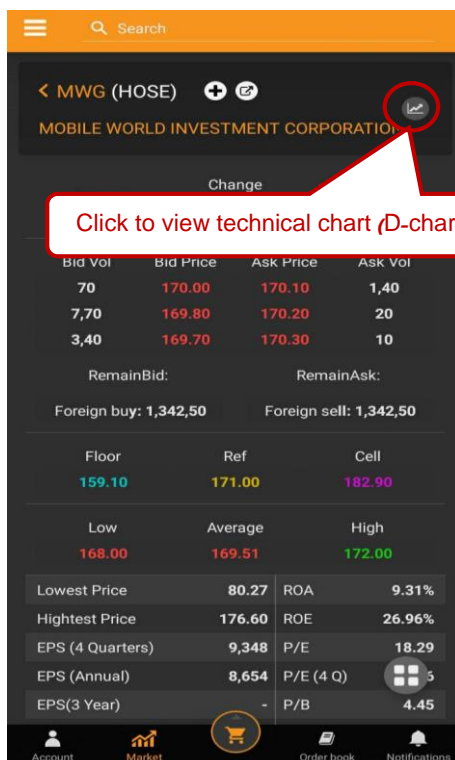 Search
MWG (HOSE)
MOBILE WORLD INVESTMENT CORPORATION
Change
Click to view technical chart (D-char
Bid Vol Bid Price Ask Price Ask Vol
70 170.00 170.10 1,40
7,70 169.80 170.20 20
3,40 169.70 170.30 10
RemainBid: RemainAsk:
Foreign buy: 1,342,50 Foreign sell: 1,342,50
Floor Ref Cell
159.10 171.00 182.90
Low Average High
168.00 169.51 172.00
Lowest Price 80.27 ROA 9.31%
Hightest Price 176.60 ROE 26.96%
EPS (4 Quarters) 9,348 P/E 18.29
EPS (Annual) 8,654 P/E (4 Q)
EPS(3 Year) - P/B 4.45
Account Market Order book Notifications